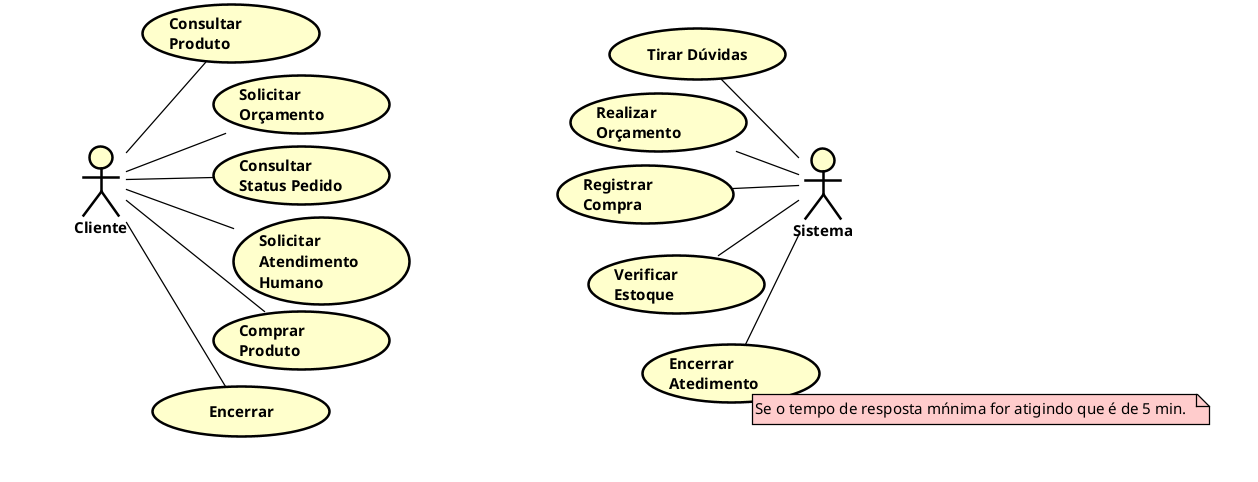 Consultar
Produto
Solicitar
Orçamento
Consultar
Status Pedido
Solicitar
Atendimento
Humano
Comprar
Produto
Encerrar
Cliente
Tirar Dúvidas
Realizar
Orçamento
Registrar
Compra
Verificar
Estoque
Encerrar
Atedimento
Sistema
Se o tempo de resposta mńnima for atigindo que é de 5 min.